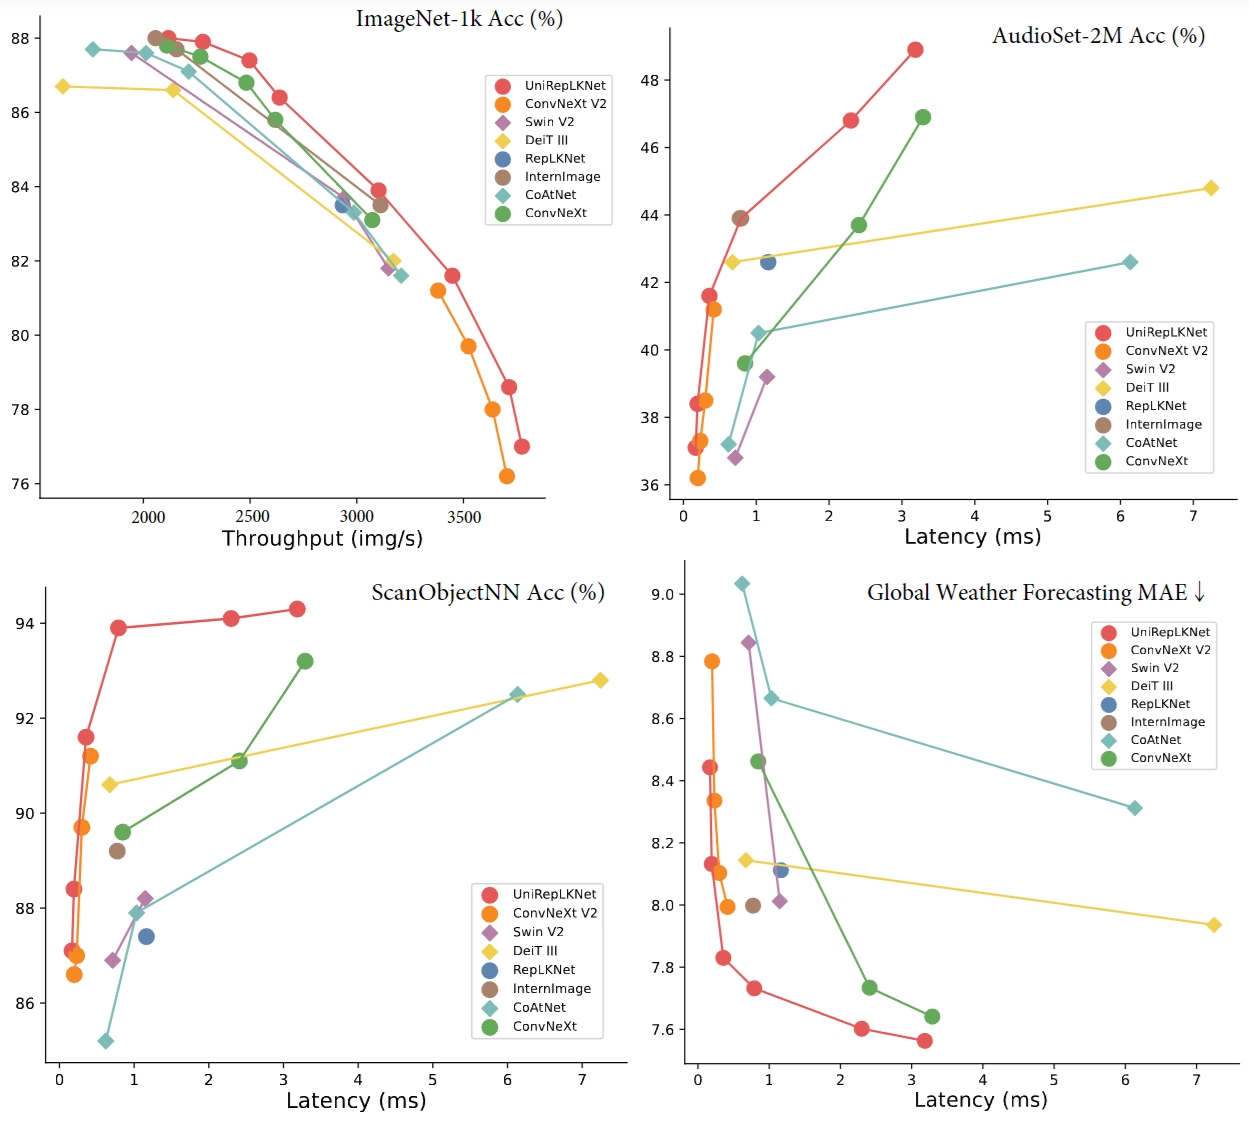 ImageNet-1k Acc (%)
88
86
84
82
80
78
76
UniRepLKNet
ConvNeXt V2
Swin V2
DeiT III
RepLKNet
InternImage
CoAtNet
ConvNeXt
2000 2500 3000 3500
Throughput (img/s)
AudioSet-2M Acc (%)
48
46
44
42
40
38
36
UniRepLKNet
ConvNeXt V2
Swin V2
DeiT III
RepLKNet
InternImage
CoAtNet
ConvNeXt
0 1 2 3 4 5 6 7
Latency (ms)
ScanObjectNN Acc (%)
94
92
90
88
86
UniRepLKNet
ConvNeXt V2
Swin V2
DeiT III
RepLKNet
InternImage
CoAtNet
ConvNeXt
0 1 2 3 4 5 6 7
Latency (ms)
Global Weather Forecasting MAE ↓
9.0
8.8
8.6
8.4
8.2
8.0
7.8
7.6
UniRepLKNet
ConvNeXt V2
Swin V2
DeiT III
RepLKNet
InternImage
CoAtNet
ConvNeXt
0 1 2 3 4 5 6 7
Latency (ms)